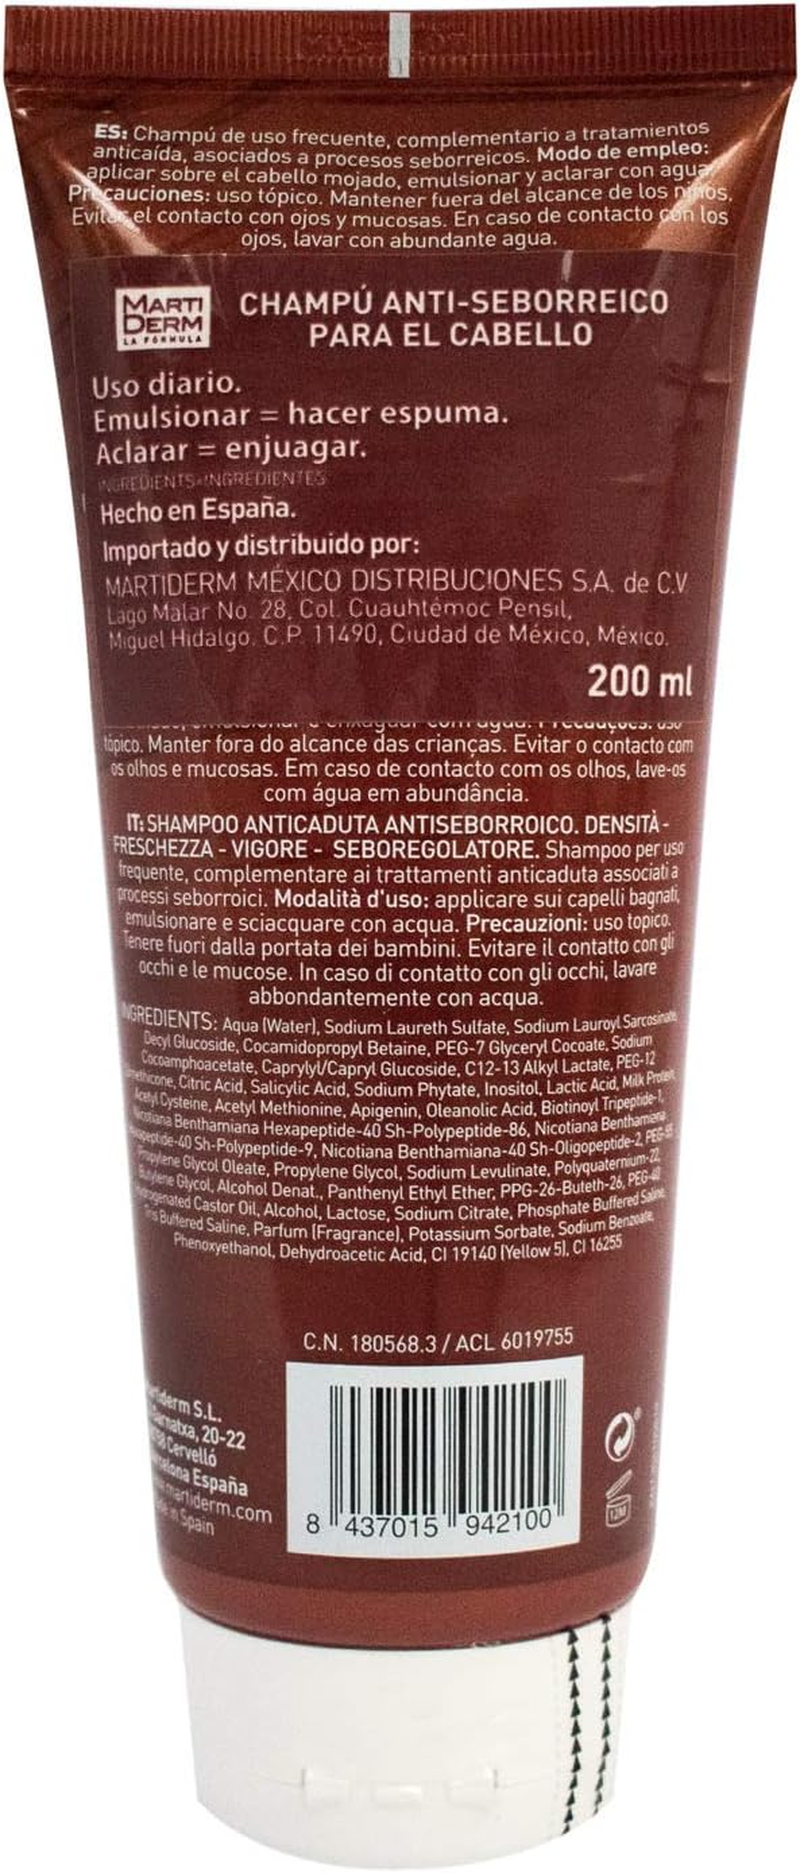 ES: Champú de uso frecuente, complementario a tratamientos
anticaída, asociados a procesos seborreicos. Modo de empleo:
aplicar sobre el cabello mojado, emulsionar y aclarar con agua.
Precauciones: uso tópico. Mantener fuera del alcance de los niños.
Evitar el contacto con ojos y mucosas. En caso de contacto con los
ojos, lavar con abundante agua.
MARTI
DERM
LA FÓRMULA
CHAMPÚ ANTI-SEBORREICO
PARA EL CABELLO
Uso diario.
Emulsionar = hacer espuma.
Aclarar = enjuagar.
INGREDIENTS-INGREDIENTES
Hecho en España.
Importado y distribuido por:
MARTIDERM MÉXICO DISTRIBUCIONES S.A. de C.V.
Lago Malar No. 28, Col. Cuauhtémoc Pensil,
Miguel Hidalgo. C.P. 11490, Ciudad de México, México.
200 ml
tópico. Manter fora do alcance das crianças. Evitar o contacto com
os olhos e mucosas. Em caso de contacto com os olhos, lave-os
com água em abundância.
IT: SHAMPOO ANTICADUTA ANTISEBORROICO. DENSITÀ -
FRESCHEZZA - VIGORE - SEBOREGOLATORE. Shampoo per uso
frequente, complementare ai trattamenti anticaduta associati a
processi seborroici. Modalità d'uso: applicare sui capelli bagnati,
emulsionare e sciacquare con acqua. Precauzioni: uso topico.
Tenere fuori dalla portata dei bambini. Evitare il contatto con gli
occhi e le mucose. In caso di contatto con gli occhi, lavare
abbondantemente con acqua.
INGREDIENTS: Aqua (Water), Sodium Laureth Sulfate, Sodium Lauroyl Sarcosinate,
Decyl Glucoside, Cocamidopropyl Betaine, PEG-7 Glyceryl Cocoate, Sodium
Cocoamphoacetate, Caprylyl/Capryl Glucoside, C12-13 Alkyl Lactate, PEG-12
Citric Acid, Salicylic Acid, Sodium Phytate, Inositol, Lactic Acid, Milk Protein,
Acetyl Cysteine, Acetyl Methionine, Apigenin, Oleanolic Acid, Biotinoyl Tripeptide-1,
Nicotiana Benthamiana Hexapeptide-40 Sh-Polypeptide-86, Nicotiana Benthamiana
Sh-Polypeptide-9, Nicotiana Benthamiana-40 Sh-Oligopeptide-2, PEG-55
Propylene Glycol Oleate, Propylene Glycol, Sodium Levulinate, Polyquaternium-22,
Butylene Glycol, Alcohol Denat., Panthenyl Ethyl Ether, PPG-26-Buteth-26, PEG-40
Castor Oil, Alcohol, Lactose, Sodium Citrate, Phosphate Buffered Saline,
Tris Buffered Saline, Parfum (Fragrance), Potassium Sorbate, Sodium Benzoate,
Phenoxyethanol, Dehydroacetic Acid, CI 19140 (Yellow 5), CI 16255
C.N. 180568.3 / ACL 6019755
S.L.
20-22
Cervelló
España
martiderm.com
in Spain
8 437015 942100
12M